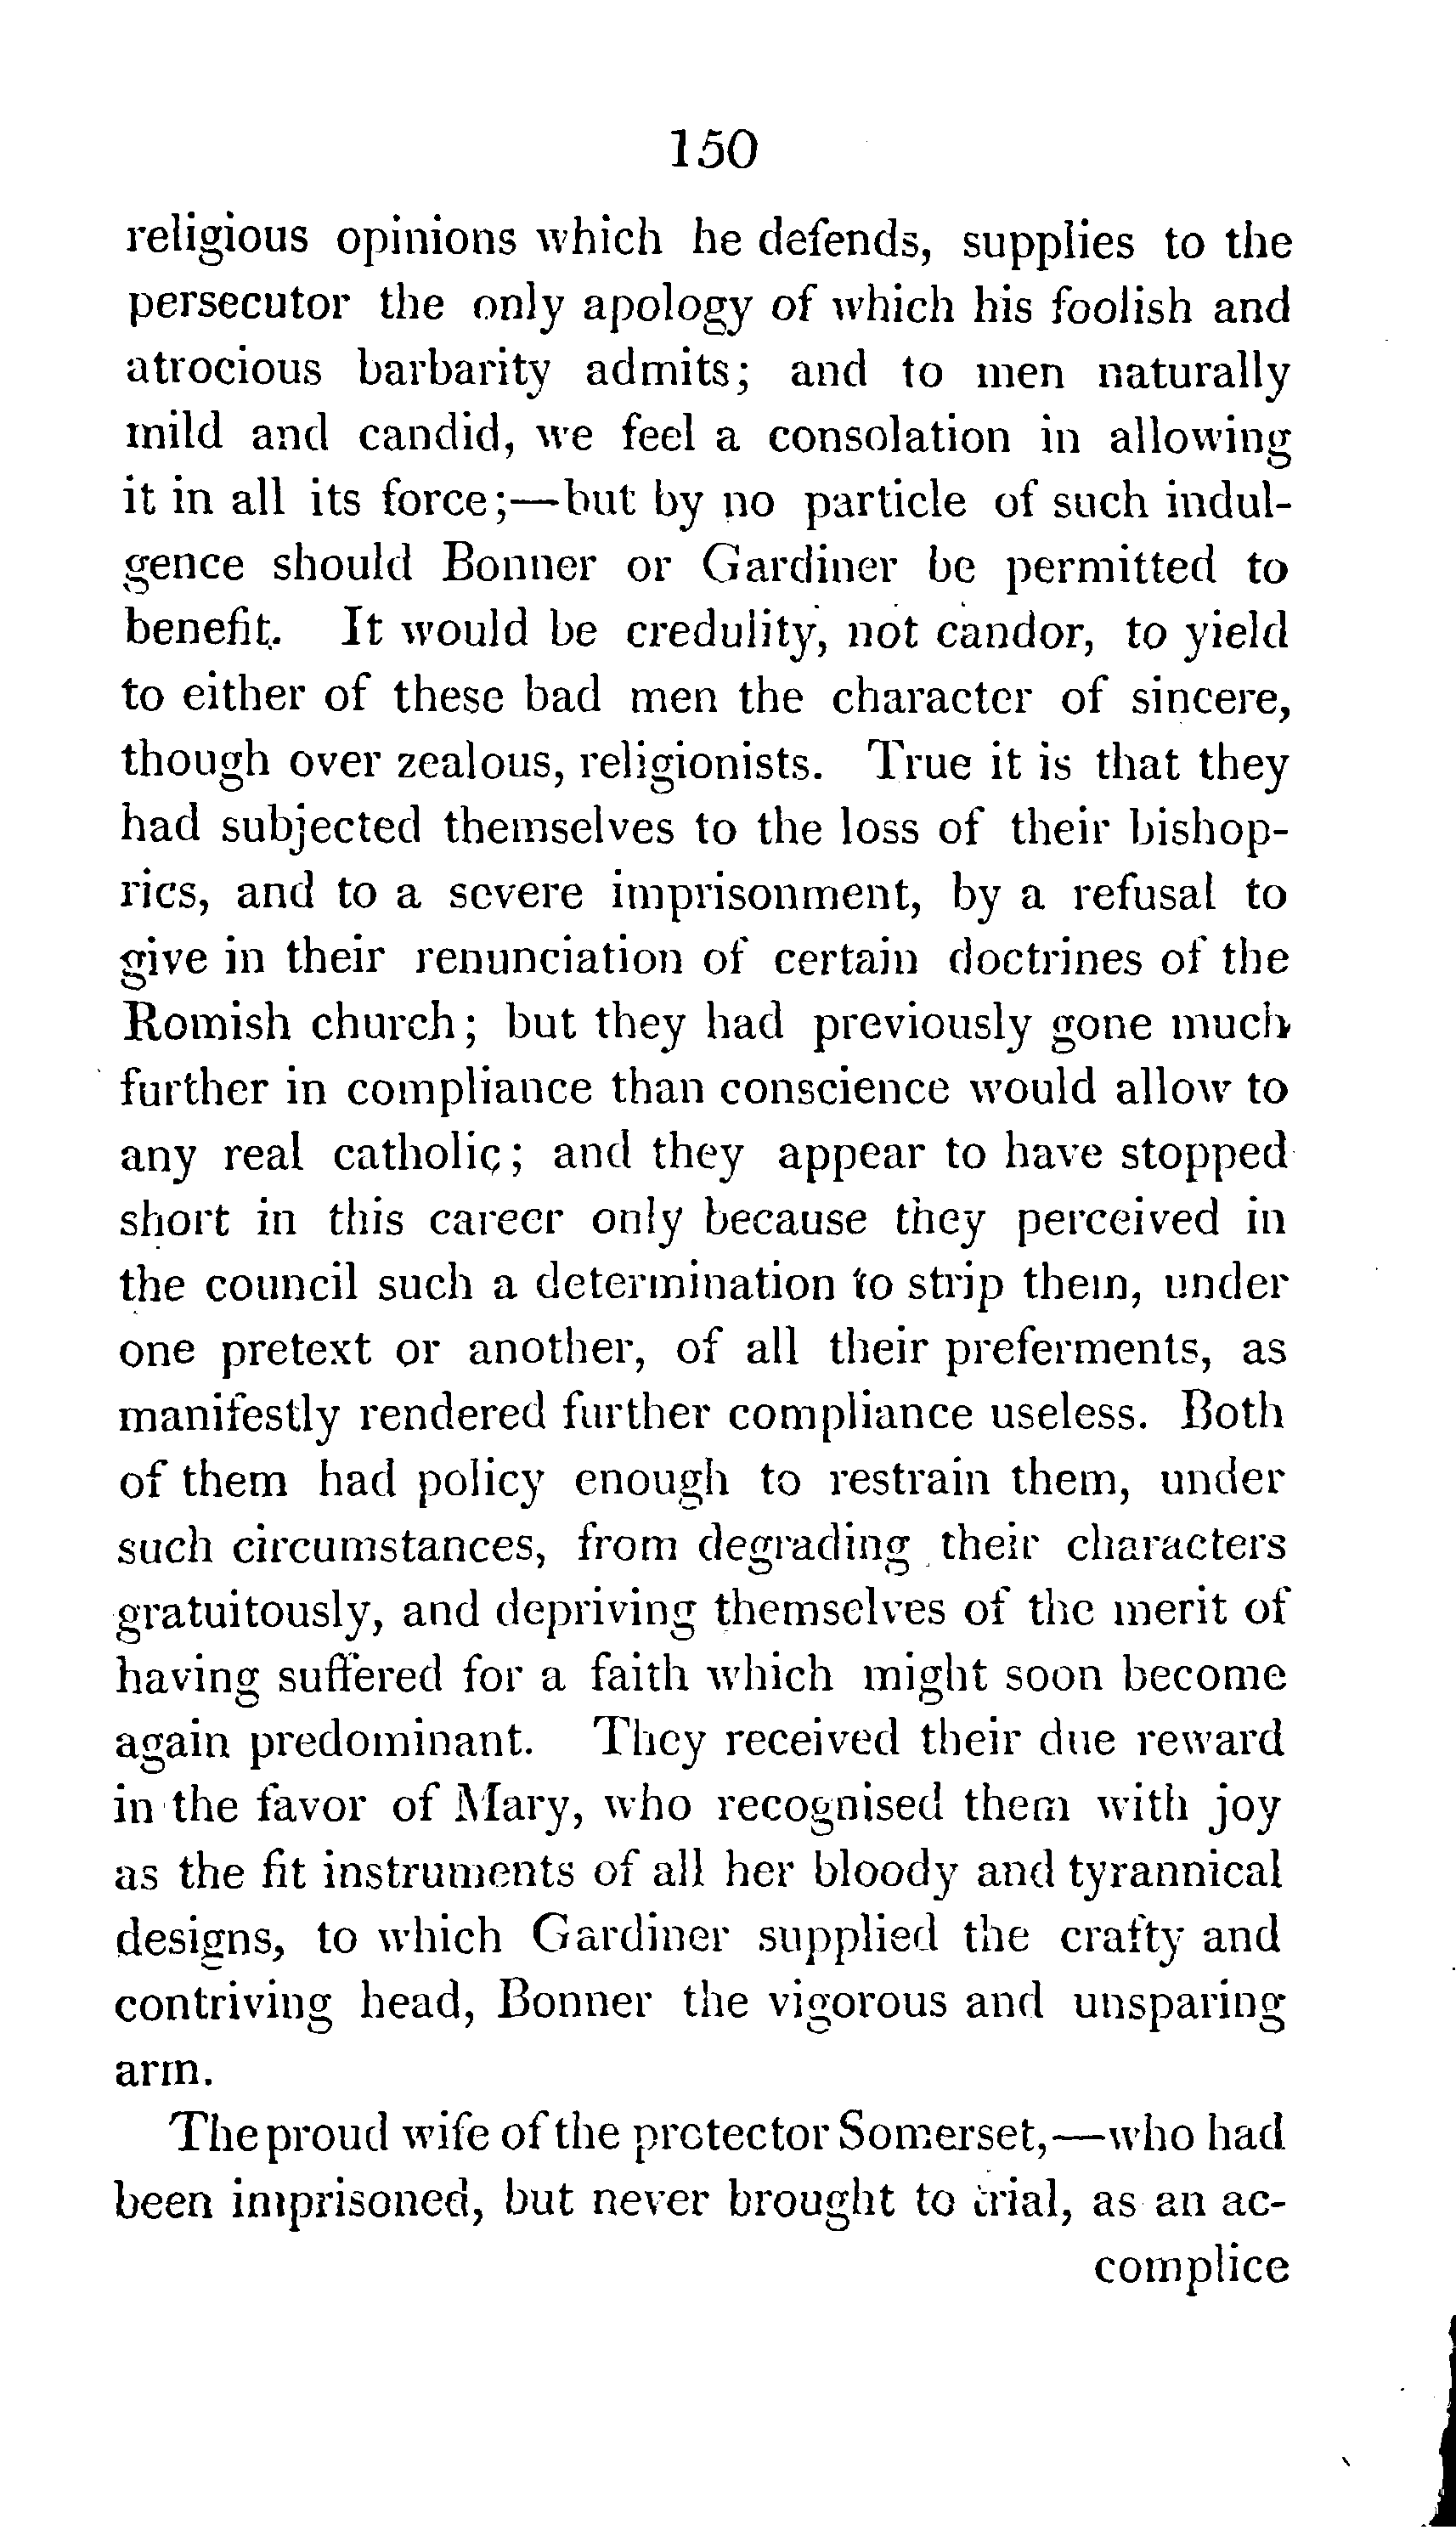 150
religious opinions which he defends, supplies to the
persecutor the only apology of which his foolish and
atrocious barbarity admits; and to men naturally
mild and candid, we feel a consolation in allowing
it in all its force;—but by no particle of such indul-
gence should Bonner or Gardiner be permitted to
benefit. It would be credulity, not candor, to yield
to either of these bad men the character of sincere,
though over zealous, religionists. True it is that they
had subjected themselves to the loss of their bishop-
rics, and to a severe imprisonment, by a refusal to
give in their renunciation of certain doctrines of the
Romish church; but they had previously gone much
further in compliance than conscience would allow to
any real catholic; and they appear to have stopped
short in this career only because they perceived in
the council such a determination to strip them, under
one pretext or another, of all their preferments, as
manifestly rendered further compliance useless. Both
of them had policy enough to restrain them, under
such circumstances, from degrading their characters
gratuitously, and depriving themselves of the merit of
having suffered for a faith which might soon become
again predominant. They received their due reward
in the favor of Mary, who recognised them with joy
as the fit instruments of all her bloody and tyrannical
designs, to which Gardiner supplied the crafty and
contriving head, Bonner the vigorous and unsparing
arm.
The proud wife of the protector Somerset,—who had
been imprisoned, but never brought to trial, as an ac-
complice